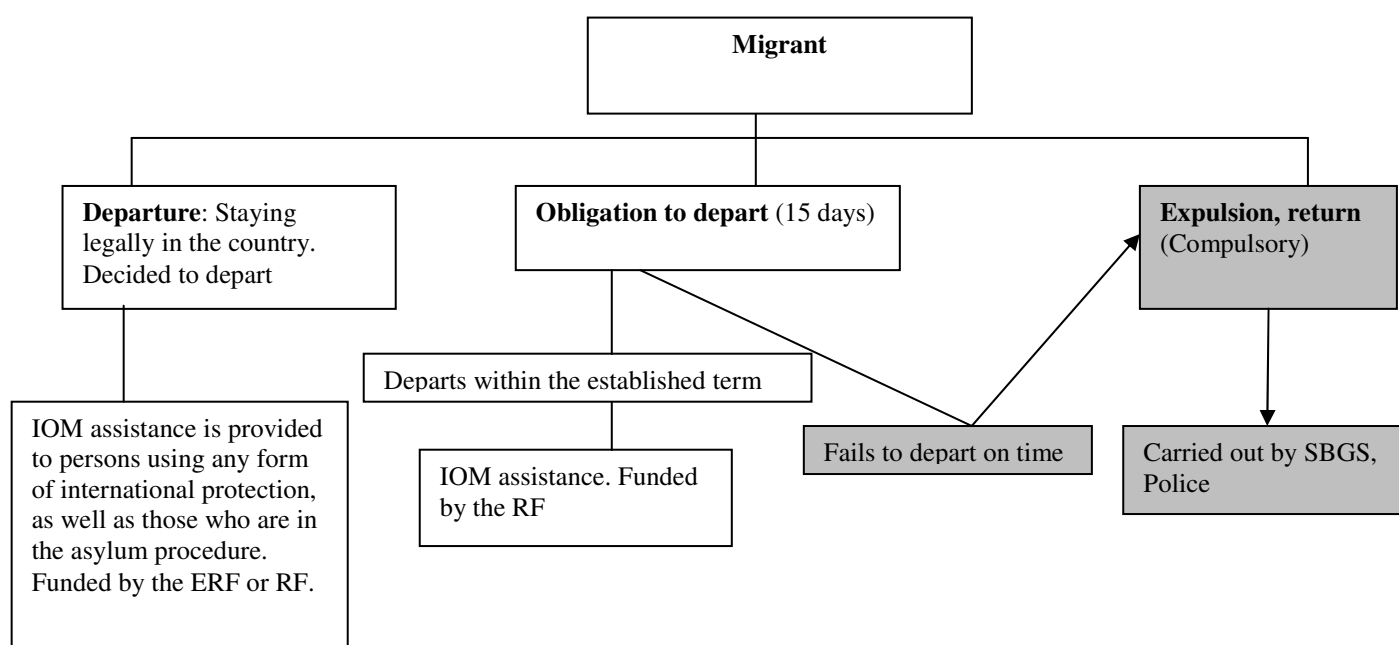 Migrant
Departure: Staying
legally in the country.
Decided to depart
Obligation to depart (15 days)
Expulsion, return
(Compulsory)
Departs within the established term
IOM assistance is provided
to persons using any form
of international protection,
as well as those who are in
the asylum procedure.
Funded by the ERF or RF.
IOM assistance. Funded
by the RF
Fails to depart on time
Carried out by SBGS,
Police